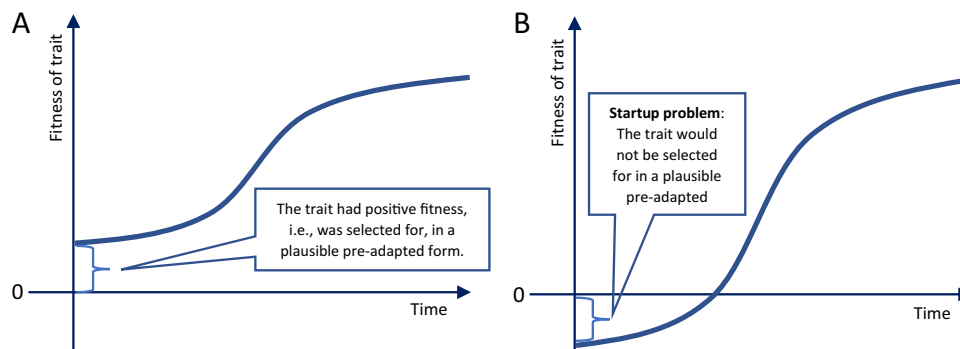 A
Fitness of trait
The trait had positive fitness,
i.e., was selected for, in
a plausible pre-adapted form.
0
Time
B
Fitness of trait
Startup problem:
The trait would
not be selected
for in a plausible
pre-adapted
0
Time